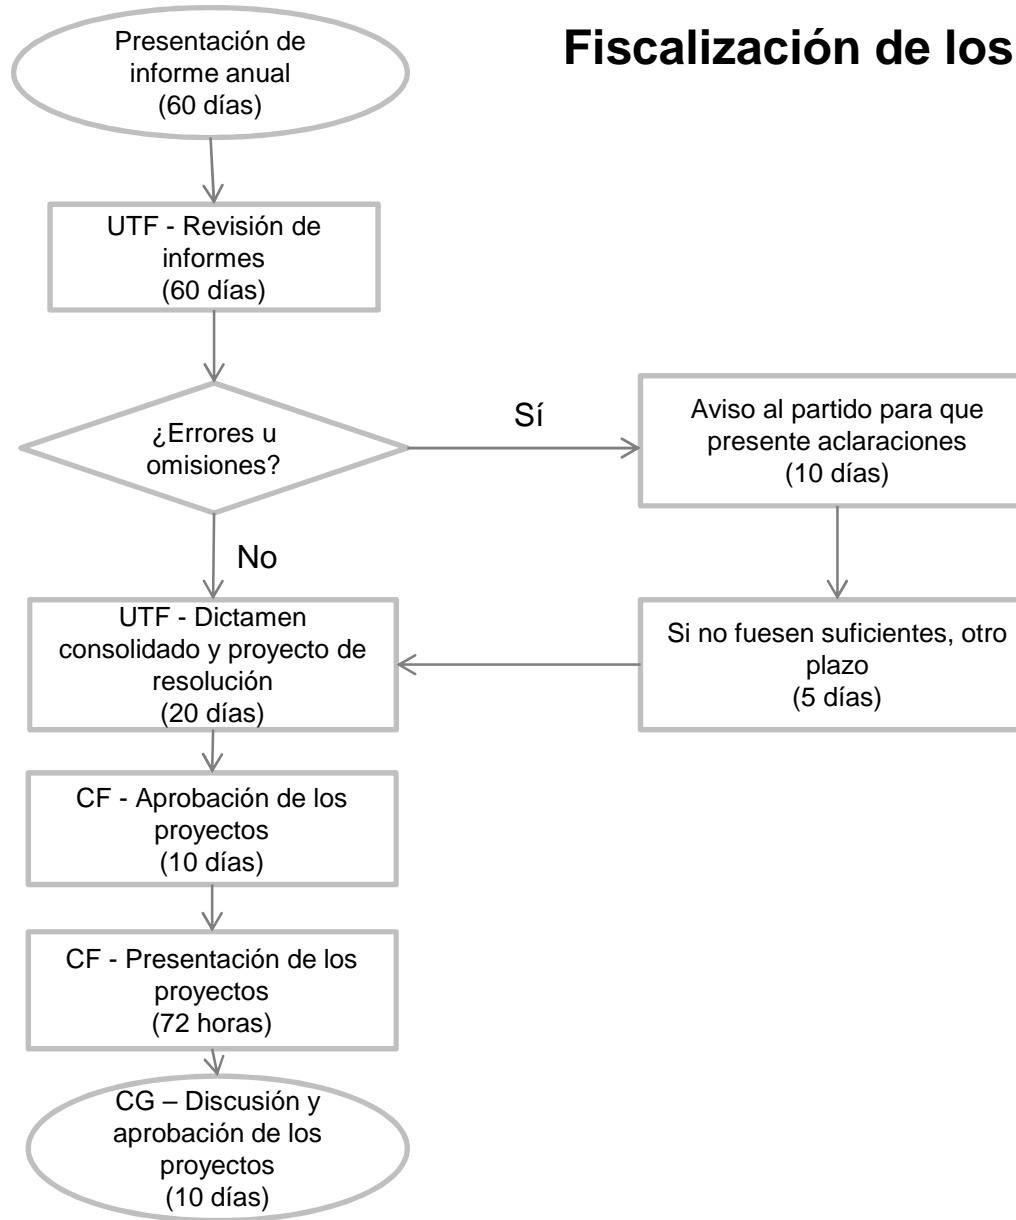 Fiscalización de los
Presentación de
informe anual
(60 días)
UTF - Revisión de
informes
(60 días)
¿Errores u
omisiones?
Sí
Aviso al partido para que
presente aclaraciones
(10 días)
No
UTF - Dictamen
consolidado y proyecto de
resolución
(20 días)
Si no fuesen suficientes, otro
plazo
(5 días)
CF - Aprobación de los
proyectos
(10 días)
CF - Presentación de los
proyectos
(72 horas)
CG – Discusión y
aprobación de los
proyectos
(10 días)